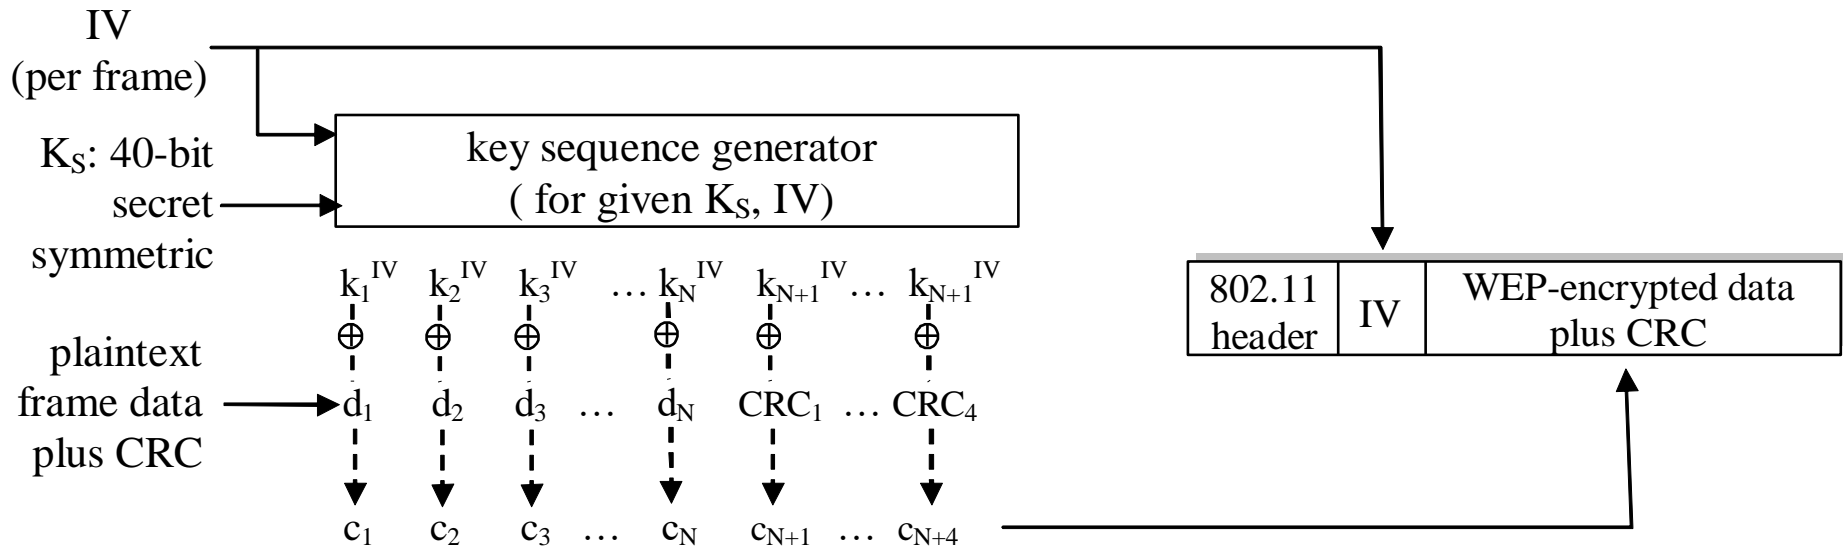 IV
(per frame)
K_S: 40-bit
secret
symmetric
key sequence generator
( for given K_S, IV)
k_1^IV k_2^IV k_3^IV … k_N^IV k_N+1^IV … k_N+1^IV
plaintext
frame data
plus CRC
d_1 d_2 d_3 … d_N CRC_1 … CRC_4
c_1 c_2 c_3 … c_N c_N+1 … c_N+4
802.11
header
IV
WEP-encrypted data
plus CRC